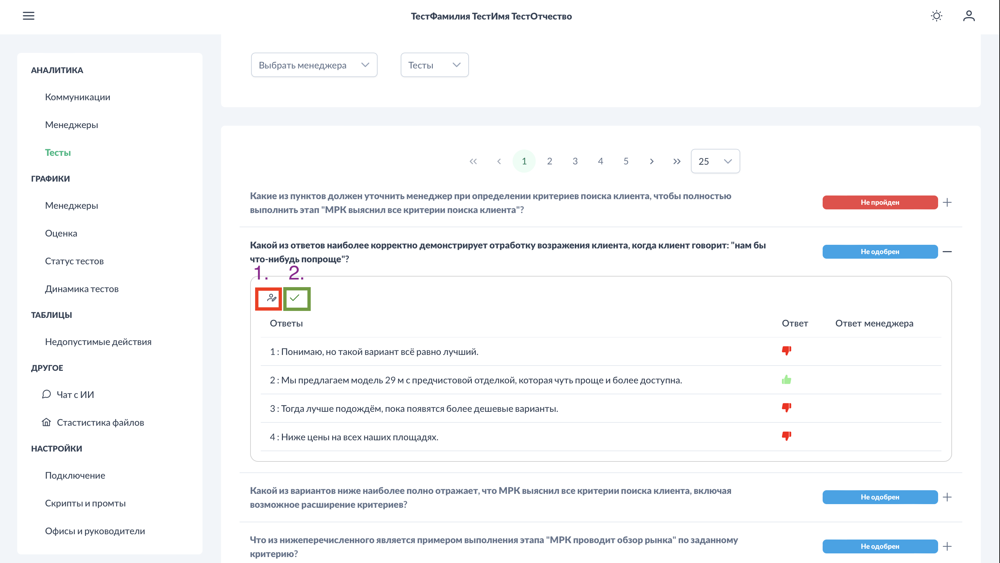 ТестФамилия ТестИмя ТестОтчество
АНАЛИТИКА
Коммуникации
Менеджеры
Тесты
ГРАФИКИ
Менеджеры
Оценка
Статус тестов
Динамика тестов
ТАБЛИЦЫ
Недопустимые действия
ДРУГОЕ
Чат с ИИ
Стастистика файлов
НАСТРОЙКИ
Подключение
Скрипты и промты
Офисы и руководители
Выбрать менеджера
Тесты
1 2 3 4 5 25
Какие из пунктов должен уточнить менеджер при определении критериев поиска клиента, чтобы полностью
выполнить этап "МРК выяснил все критерии поиска клиента"?
Не пройден
Какой из ответов наиболее корректно демонстрирует отработку возражения клиента, когда клиент говорит: "нам бы
что-нибудь попроще"?
Не одобрен
1. 2.
Ответы Ответ Ответ менеджера
1 : Понимаю, но такой вариант всё равно лучший.
2 : Мы предлагаем модель 29 м с предчистовой отделкой, которая чуть проще и более доступна.
3 : Тогда лучше подождём, пока появятся более дешевые варианты.
4 : Ниже цены на всех наших площадях.
Какой из вариантов ниже наиболее полно отражает, что МРК выяснил все критерии поиска клиента, включая
возможное расширение критериев?
Не одобрен
Что из нижеперечисленного является примером выполнения этапа "МРК проводит обзор рынка" по заданному
критерию?
Не одобрен